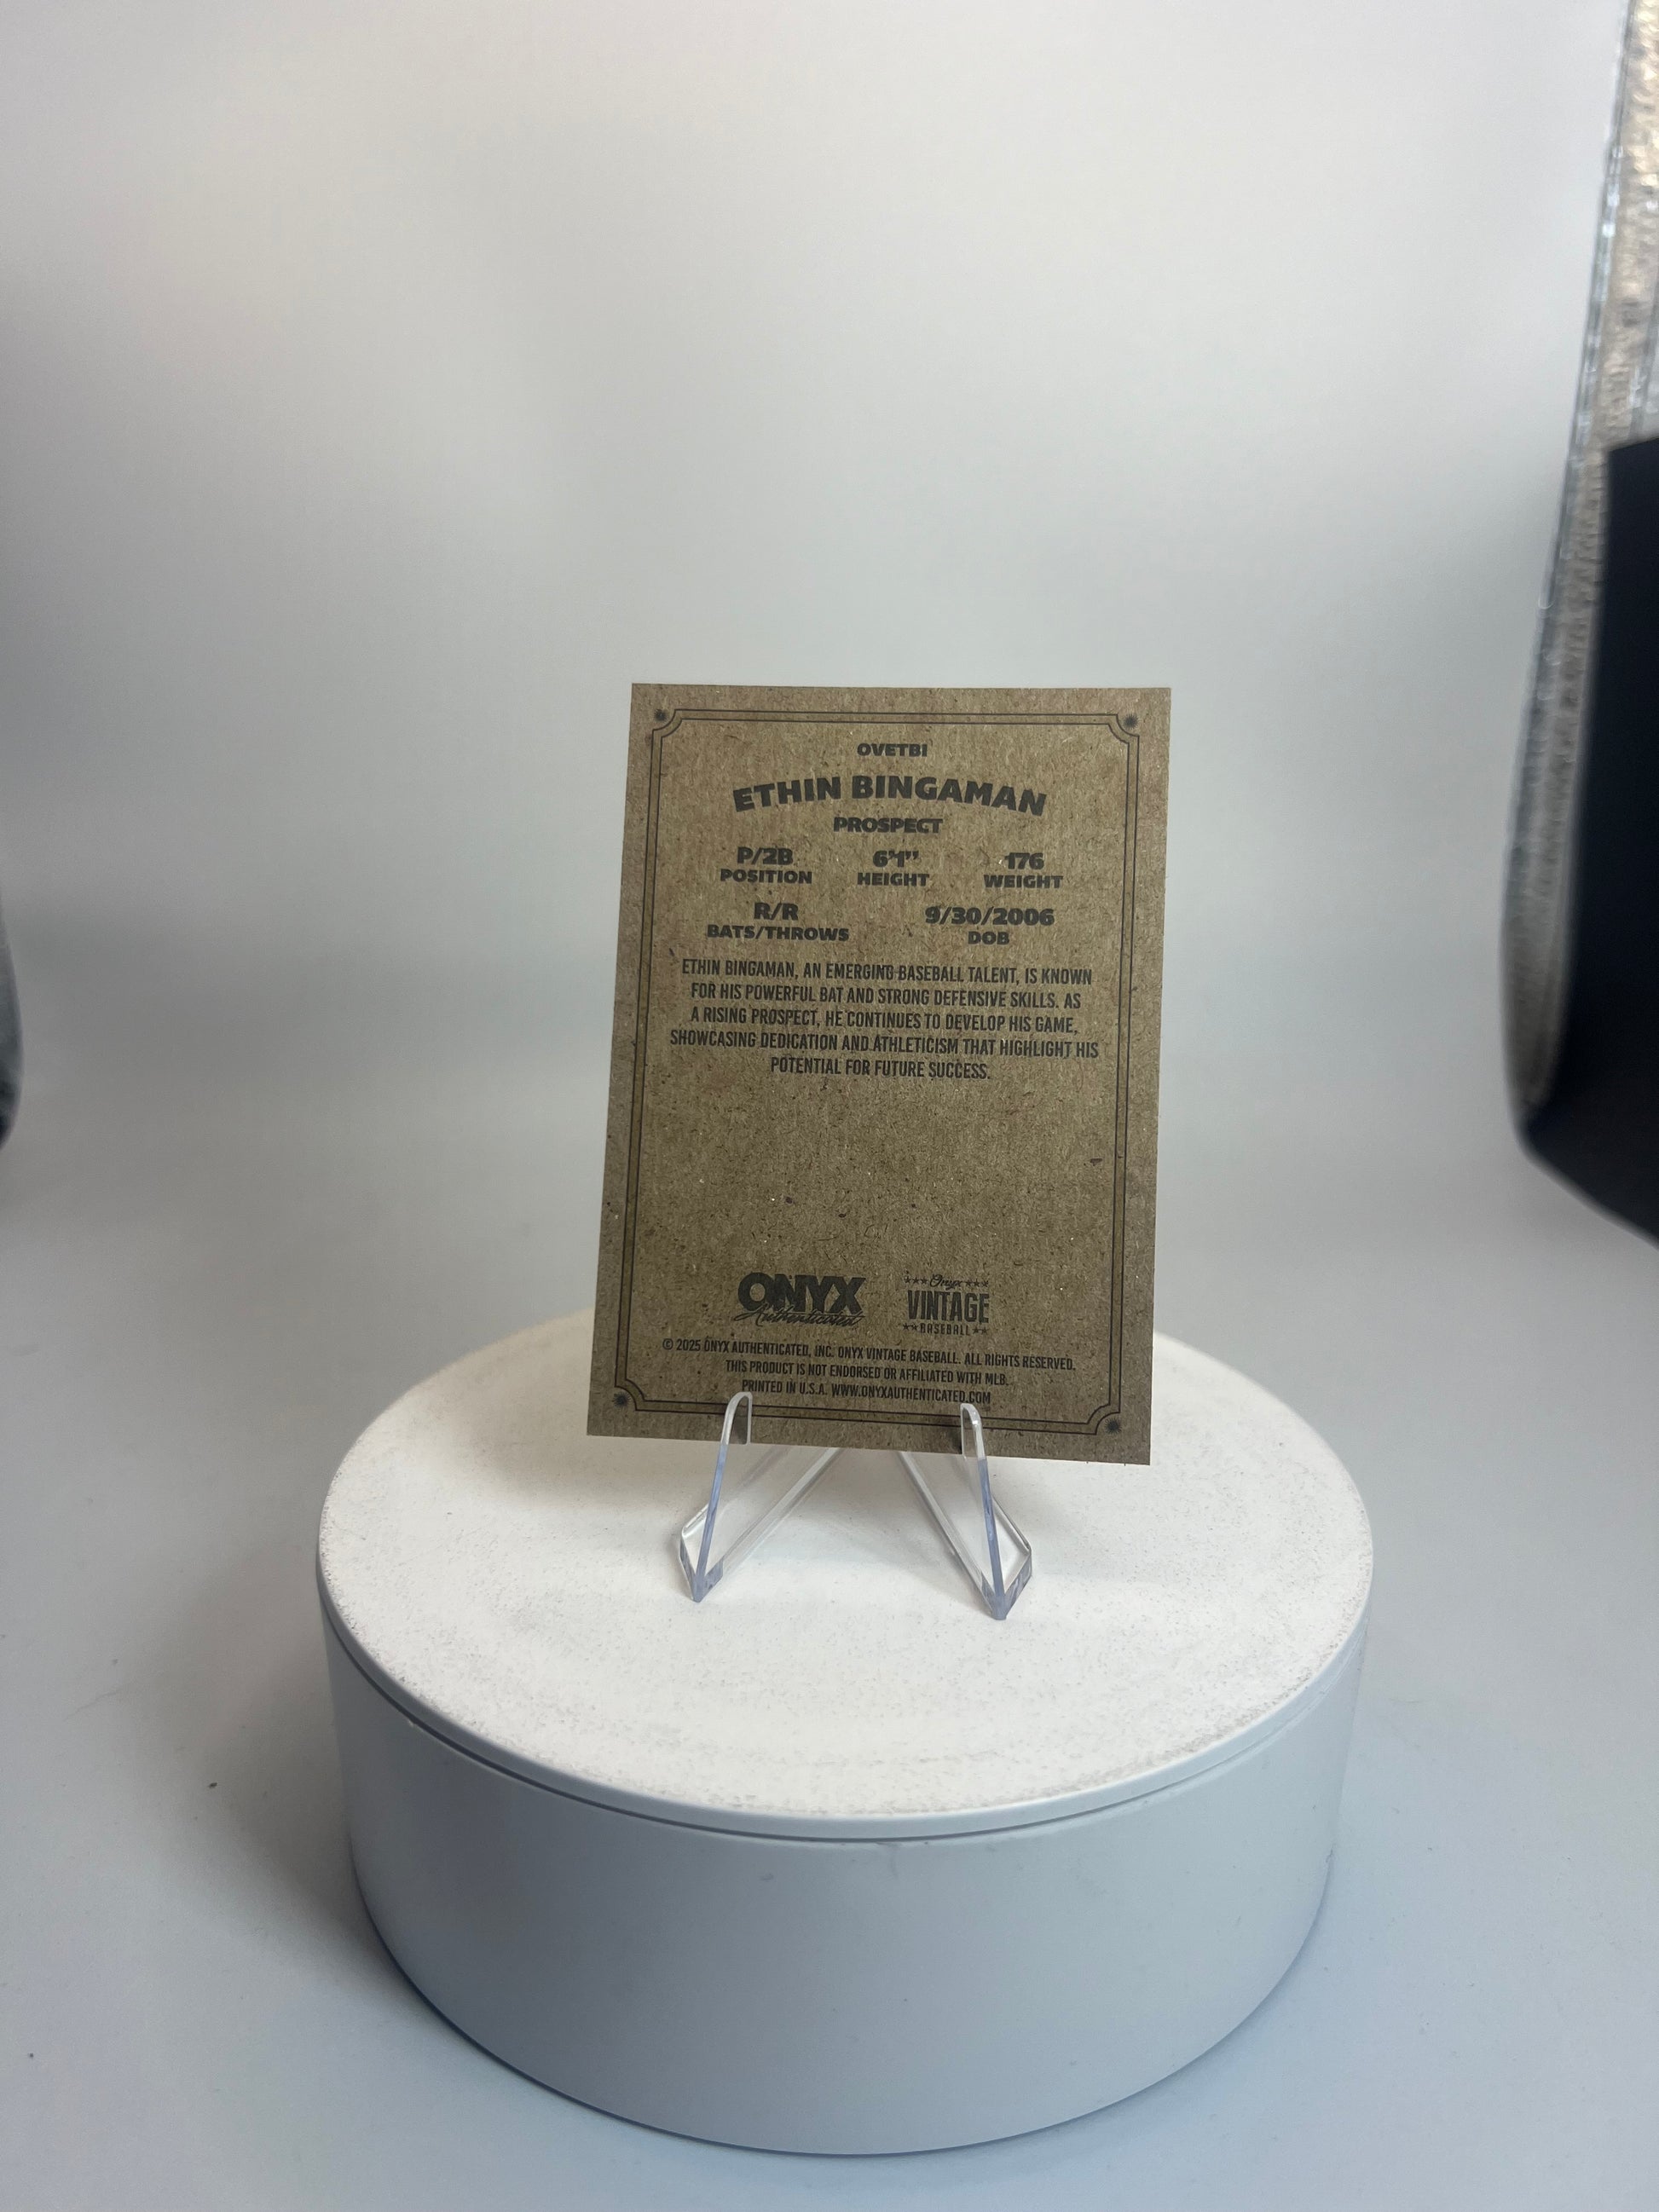 OVETBI
ETHIN BINGAMAN
PROSPECT
P/2B 6'1" 176
POSITION HEIGHT WEIGHT
R/R 9/30/2006
BATS/THROWS DOB
ETHIN BINGAMAN, AN EMERGING BASEBALL TALENT, IS KNOWN
FOR HIS POWERFUL BAT AND STRONG DEFENSIVE SKILLS. AS
A RISING PROSPECT, HE CONTINUES TO DEVELOP HIS GAME,
SHOWCASING DEDICATION AND ATHLETICISM THAT HIGHLIGHT HIS
POTENTIAL FOR FUTURE SUCCESS.
ONYX
Authenticated
Onyx
VINTAGE
BASEBALL
© 2025 ONYX AUTHENTICATED, INC. ONYX VINTAGE BASEBALL. ALL RIGHTS RESERVED.
THIS PRODUCT IS NOT ENDORSED OR AFFILIATED WITH MLB.
PRINTED IN U.S.A. WWW.ONYXAUTHENTICATED.COM